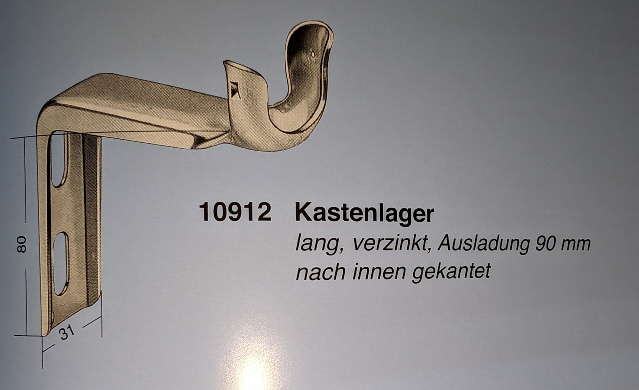 10912 Kastenlager
lang, verzinkt, Ausladung 90 mm
nach innen gekantet
80
31